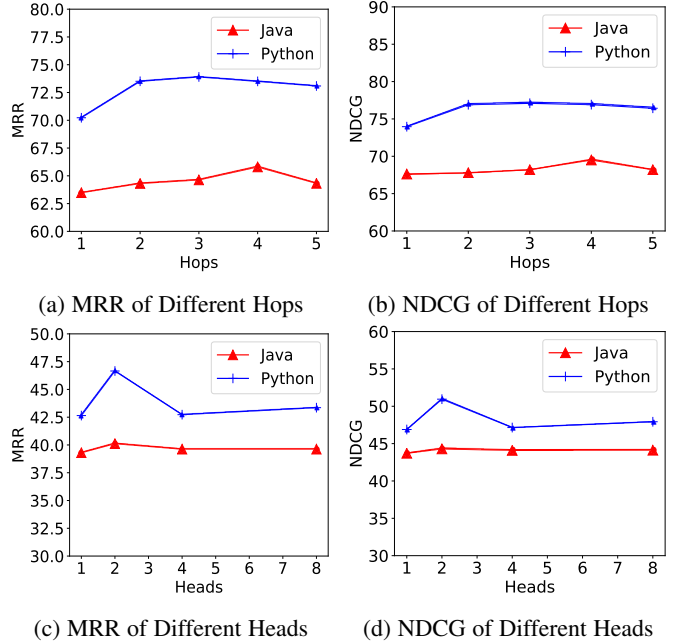 80.0
77.5
75.0
72.5
70.0
67.5
65.0
62.5
60.0
MRR
Java
Python
1 2 3 4 5
Hops
(a) MRR of Different Hops
90
85
80
75
70
65
60
NDCG
Java
Python
1 2 3 4 5
Hops
(b) NDCG of Different Hops
50.0
47.5
45.0
42.5
40.0
37.5
35.0
32.5
30.0
MRR
Java
Python
1 2 3 4 5 6 7 8
Heads
(c) MRR of Different Heads
60
55
50
45
40
35
30
NDCG
Java
Python
1 2 3 4 5 6 7 8
Heads
(d) NDCG of Different Heads